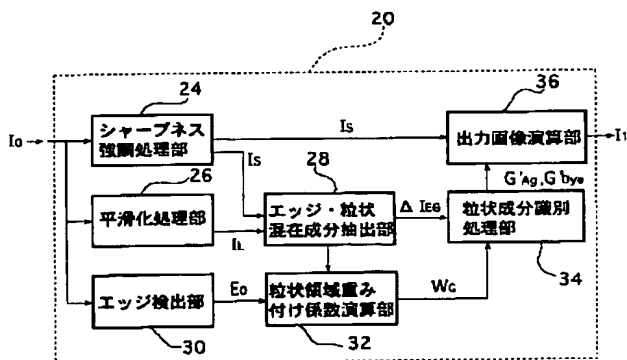 20
24
36
I0
シャープネス
強調処理部
IS
出力画像演算部
I1
IS
26
28
G'Ag, G'bye
平滑化処理部
IL
エッジ・粒状
混在成分抽出部
Δ IEG
粒状成分識別
処理部
34
エッジ検出部
E0
粒状領域重み
付け係数演算部
WG
30
32